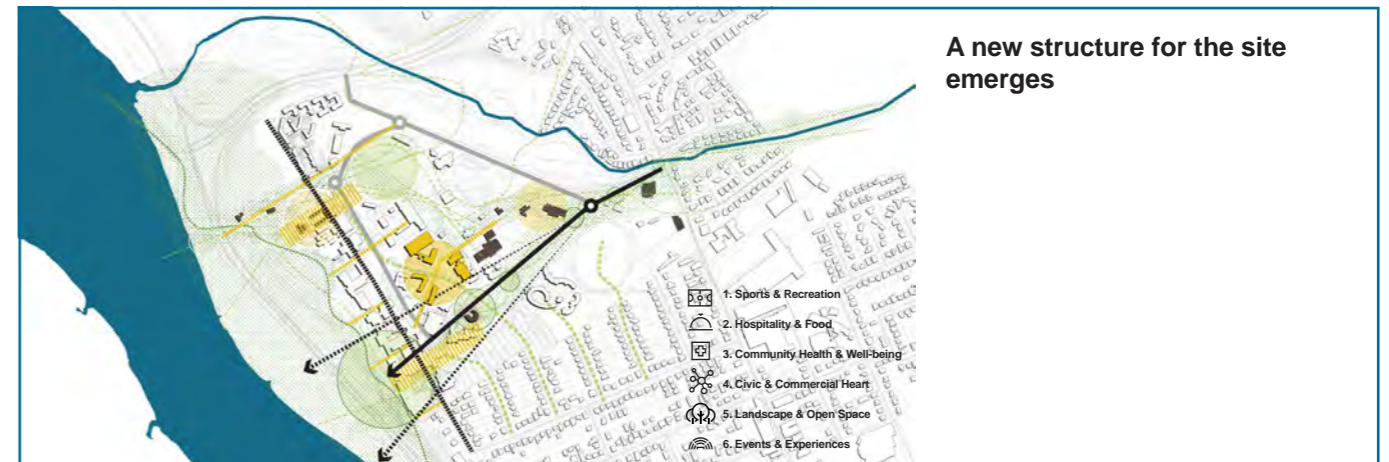 A new structure for the site
emerges
1. Sports & Recreation
2. Hospitality & Food
3. Community Health & Well-being
4. Civic & Commercial Heart
5. Landscape & Open Space
6. Events & Experiences